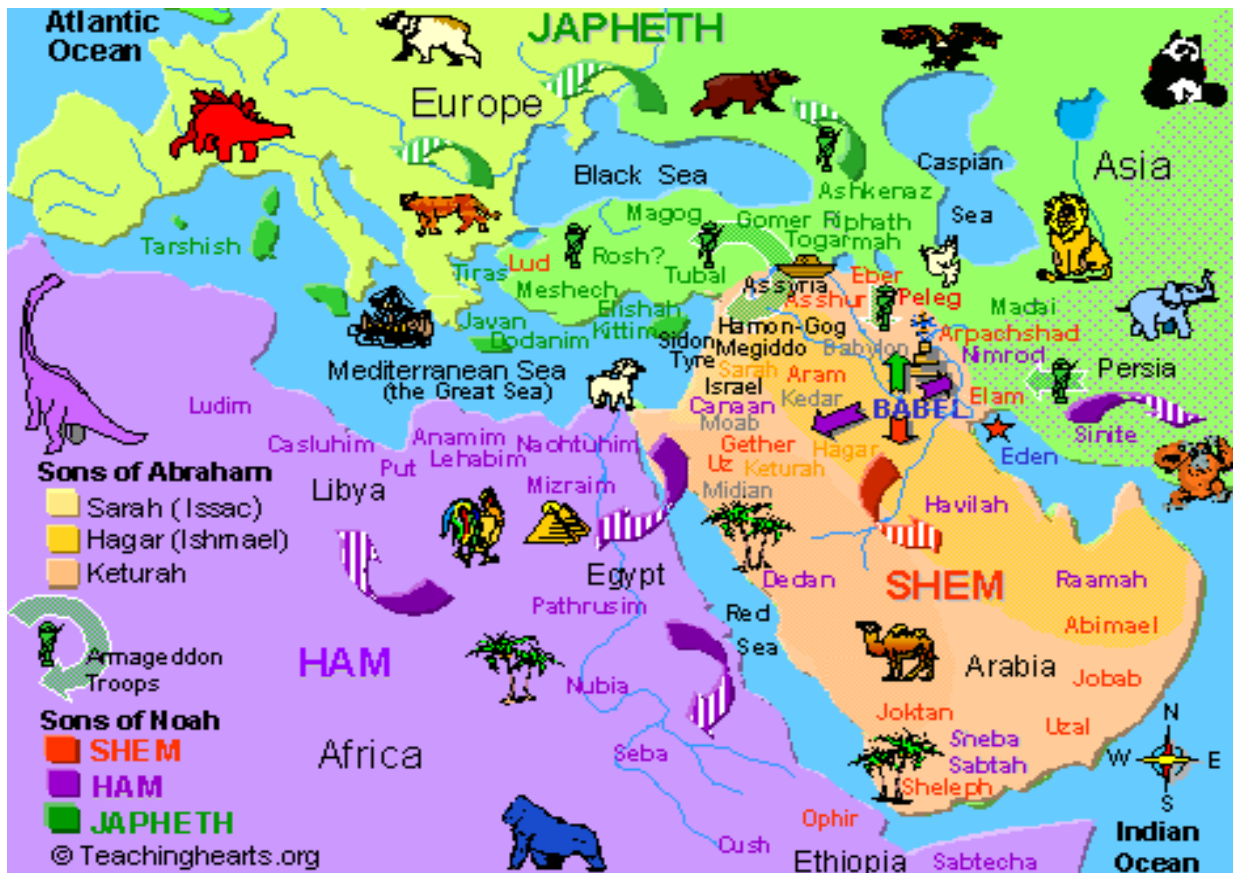 Atlantic
Ocean
JAPHETH
Europe
Black Sea
Caspian
Sea
Asia
Ashkenaz
Magog
Gomer Riphath
Togarmah
Tarshish
Tiras
Lud
Rosh?
Tubal
Meshech
Assyria
Asshur
Eber
Peleg
Madai
Elishah
Kittim
Javan
Dodanim
Hamon-Gog
Megiddo
Babylon
Arpachshad
Nimrod
Sidon
Tyre
Sarah
Israel
Aram
Kedar
Persia
Elam
Mediterranean Sea
(the Great Sea)
Canaan
Moab
BABEL
Sinite
Eden
Ludim
Casluhim
Anamim
Lehabim
Naphtuhim
Put
Gether
Uz
Keturah
Hagar
Midian
Havilah
Sons of Abraham
Sarah (Issac)
Hagar (Ishmael)
Keturah
Libya
Mizraim
Egypt
Pathrusim
Dedan
SHEM
Raamah
Abimael
Red
Sea
Arabia
Jobab
Armageddon
Troops
HAM
Nubia
Joktan
Uzal
Sheba
Sabtah
Sheleph
Sons of Noah
SHEM
HAM
JAPHETH
© Teachinghearts.org
Africa
Seba
Ophir
Cush
Ethiopia
Sabtecha
N
W
E
S
Indian
Ocean